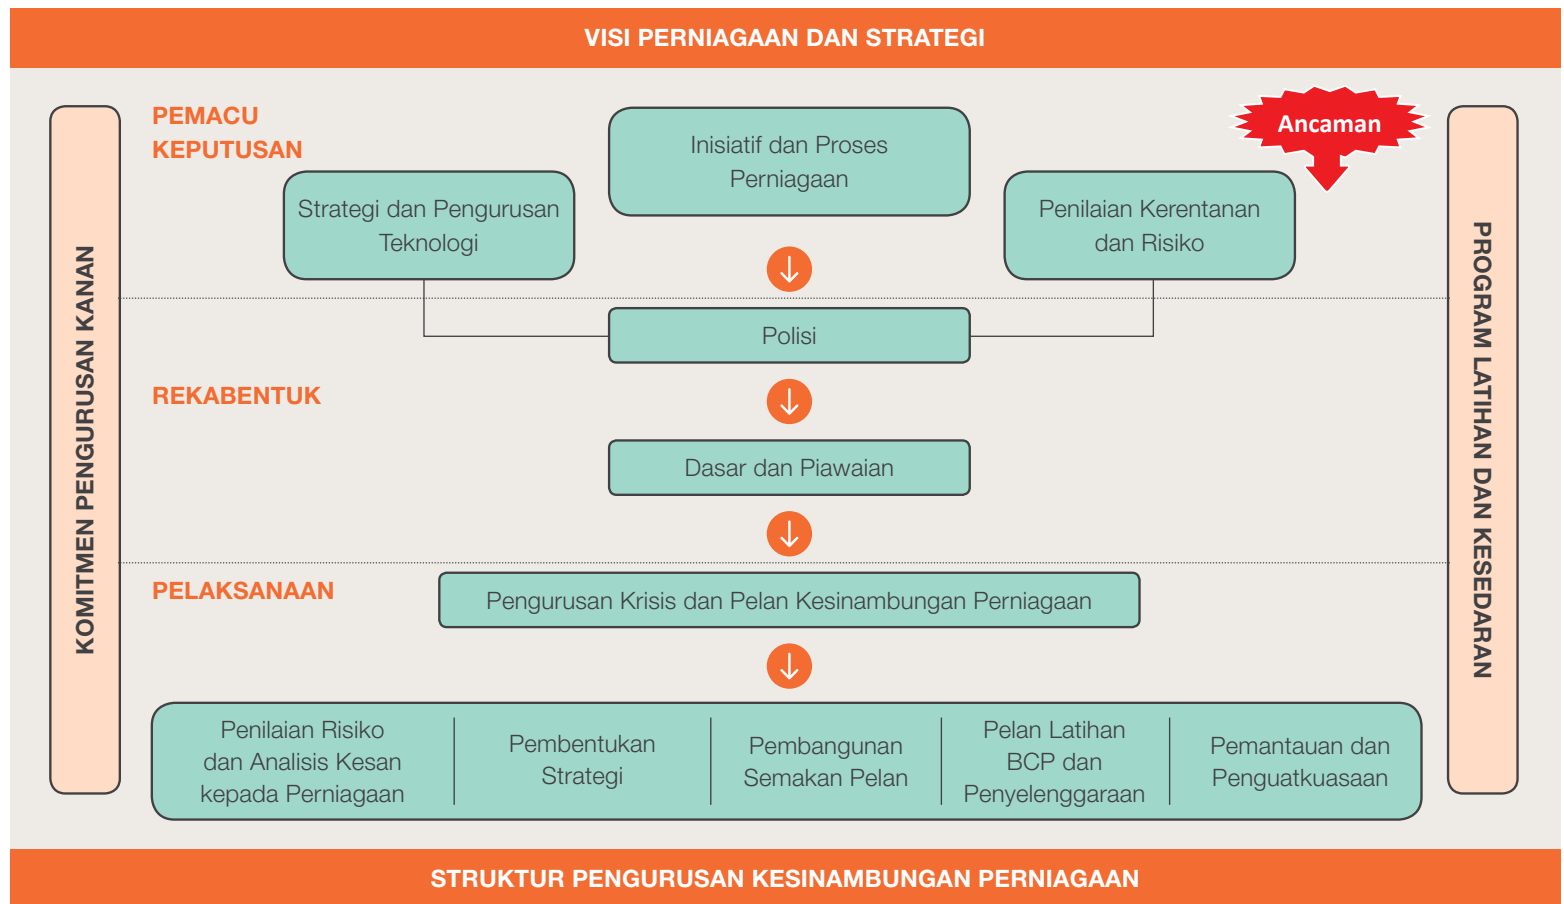 VISI PERNIAGAAN DAN STRATEGI
KOMITMEN PENGURUSAN KANAN
PEMACU
KEPUTUSAN
Inisiatif dan Proses
Perniagaan
Ancaman
Strategi dan Pengurusan
Teknologi
Penilaian Kerentanan
dan Risiko
PROGRAM LATIHAN DAN KESEDARAN
Polisi
REKABENTUK
Dasar dan Piawaian
PELAKSANAAN
Pengurusan Krisis dan Pelan Kesinambungan Perniagaan
Penilaian Risiko
dan Analisis Kesan
kepada Perniagaan
Pembentukan
Strategi
Pembangunan
Semakan Pelan
Pelan Latihan
BCP dan
Penyelenggaraan
Pemantauan dan
Penguatkuasaan
STRUKTUR PENGURUSAN KESINAMBUNGAN PERNIAGAAN